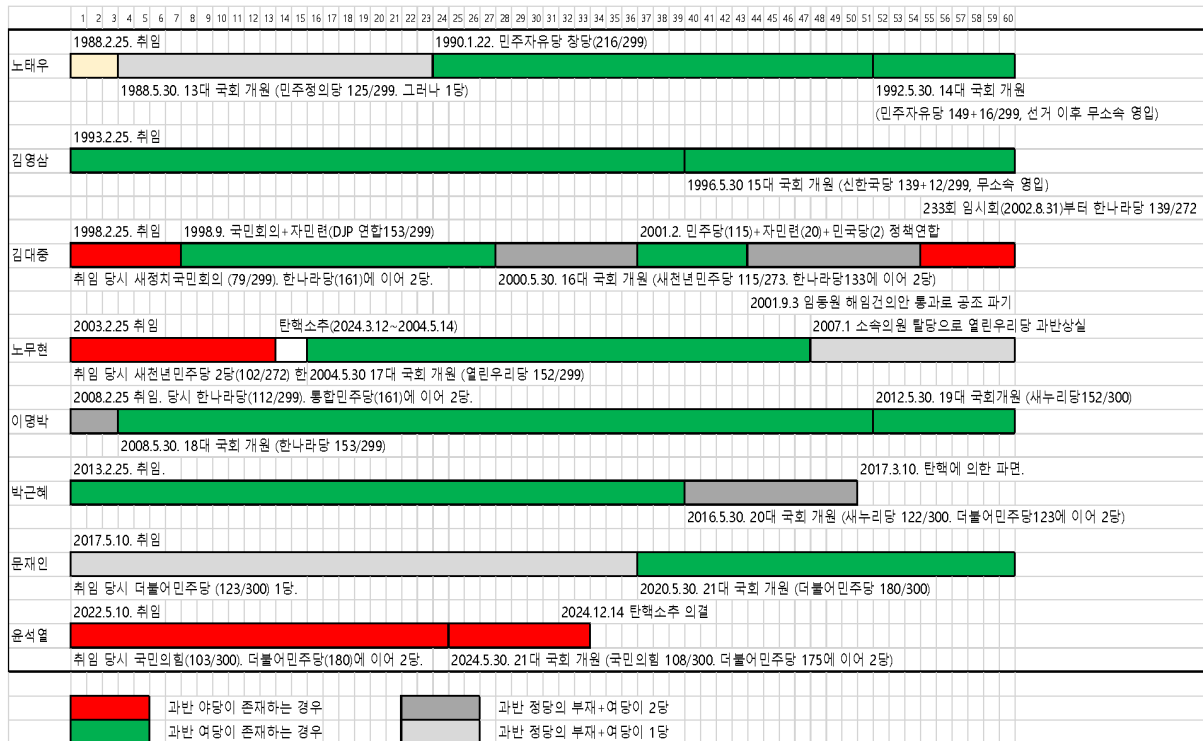 1 2 3 4 5 6 7 8 9 10 11 12 13 14 15 16 17 18 19 20 21 22 23 24 25 26 27 28 29 30 31 32 33 34 35 36 37 38 39 40 41 42 43 44 45 46 47 48 49 50 51 52 53 54 55 56 57 58 59 60
1988.2.25. 취임 1990.1.22. 민주자유당 창당(216/299)
노태우
1988.5.30. 13대 국회 개원 (민주정의당 125/299. 그러나 1당) 1992.5.30. 14대 국회 개원
(민주자유당 149+16/299, 선거 이후 무소속 영입)
1993.2.25. 취임
김영삼
1996.5.30 15대 국회 개원 (신한국당 139+12/299, 무소속 영입)
233회 임시회(2002.8.31)부터 한나라당 139/272
1998.2.25. 취임 1998.9. 국민회의+자민련(DJP 연합153/299) 2001.2. 민주당(115)+자민련(20)+민국당(2) 정책연합
김대중
취임 당시 새정치국민회의 (79/299). 한나라당(161)에 이어 2당. 2000.5.30. 16대 국회 개원 (새천년민주당 115/273. 한나라당133에 이어 2당)
2001.9.3 임동원 해임건의안 통과로 공조 파기
2003.2.25 취임 탄핵소추(2024.3.12~2004.5.14) 2007.1 소속의원 탈당으로 열린우리당 과반상실
노무현
취임 당시 새천년민주당 2당(102/272) 한 2004.5.30 17대 국회 개원 (열린우리당 152/299)
2008.2.25 취임. 당시 한나라당(112/299). 통합민주당(161)에 이어 2당. 2012.5.30. 19대 국회개원 (새누리당152/300)
이명박
2008.5.30. 18대 국회 개원 (한나라당 153/299)
2013.2.25. 취임. 2017.3.10. 탄핵에 의한 파면.
박근혜
2016.5.30. 20대 국회 개원 (새누리당 122/300. 더불어민주당123에 이어 2당)
2017.5.10. 취임
문재인
취임 당시 더불어민주당 (123/300) 1당. 2020.5.30. 21대 국회 개원 (더불어민주당 180/300)
2022.5.10. 취임 2024.12.14 탄핵소추 의결
윤석열
취임 당시 국민의힘(103/300). 더불어민주당(180)에 이어 2당. 2024.5.30. 21대 국회 개원 (국민의힘 108/300. 더불어민주당 175에 이어 2당)
과반 야당이 존재하는 경우 과반 정당의 부재+여당이 2당
과반 여당이 존재하는 경우 과반 정당의 부재+여당이 1당